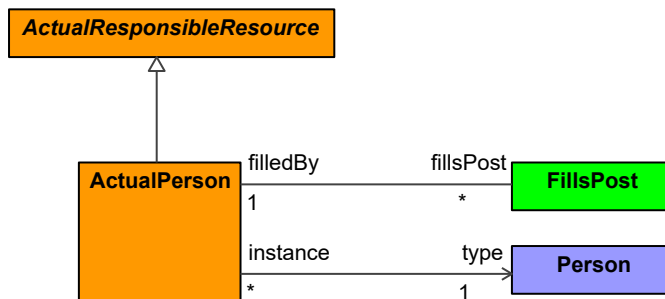 ActualResponsibleResource
filledBy fillsPost
ActualPerson FillsPost
1 *
instance type
Person
* 1